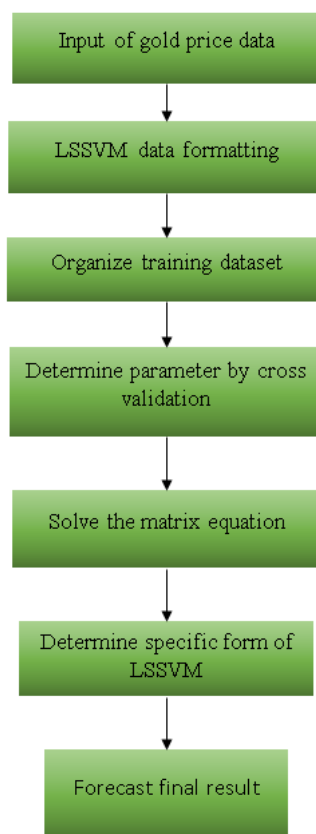 Input of gold price data
LSSVM data formatting
Organize training dataset
Determine parameter by cross
validation
Solve the matrix equation
Determine specific form of
LSSVM
Forecast final result